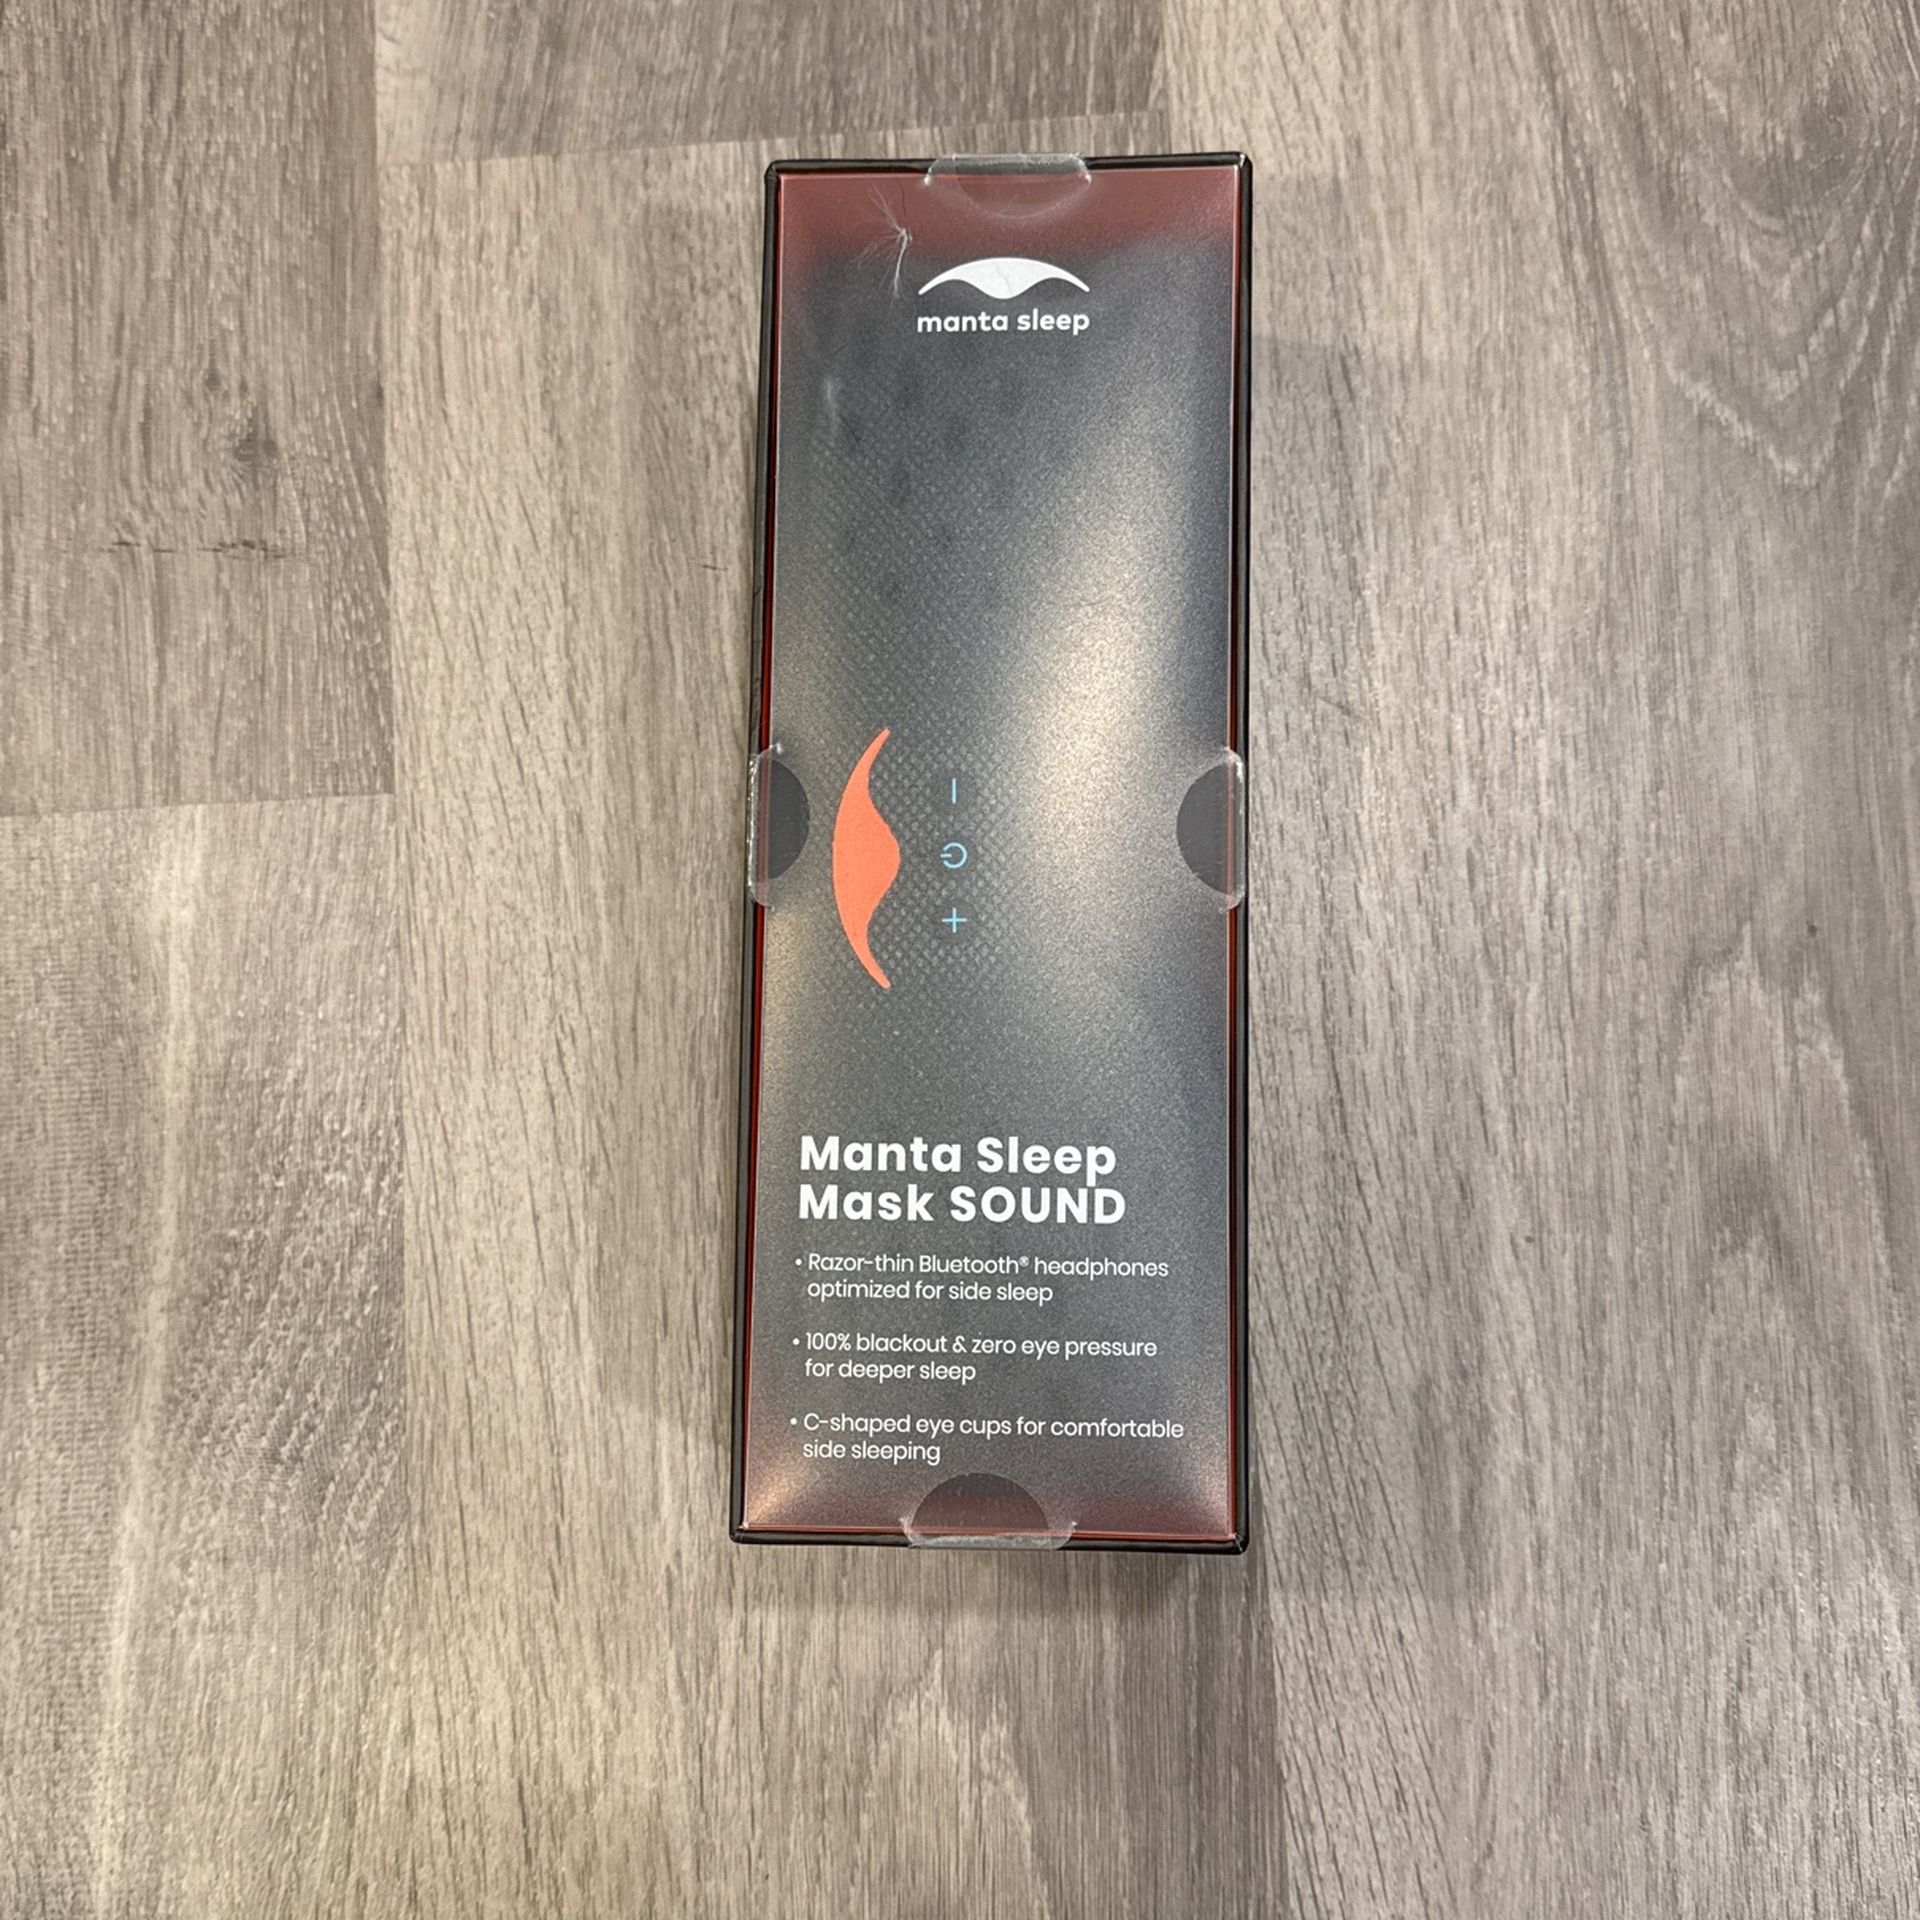 manta sleep
Manta Sleep
Mask SOUND
• Razor-thin Bluetooth® headphones
optimized for side sleep
• 100% blackout & zero eye pressure
for deeper sleep
• C-shaped eye cups for comfortable
side sleeping